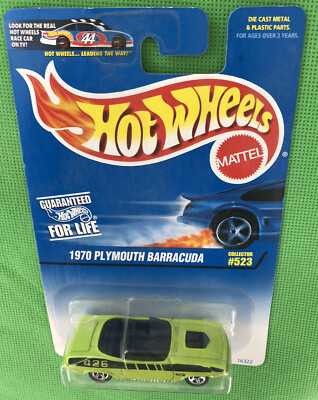 LOOK FOR THE REAL
HOT WHEELS
RACE CAR
ON TV!
44
HOT WHEELS... LEADING THE WAY!
DIE CAST METAL
& PLASTIC PARTS.
FOR AGES OVER 3 YEARS
HOT WHEELS
MATTEL
GUARANTEED
Hot Wheels
FOR LIFE
1970 PLYMOUTH BARRACUDA
COLLECTOR
#523
426
16322